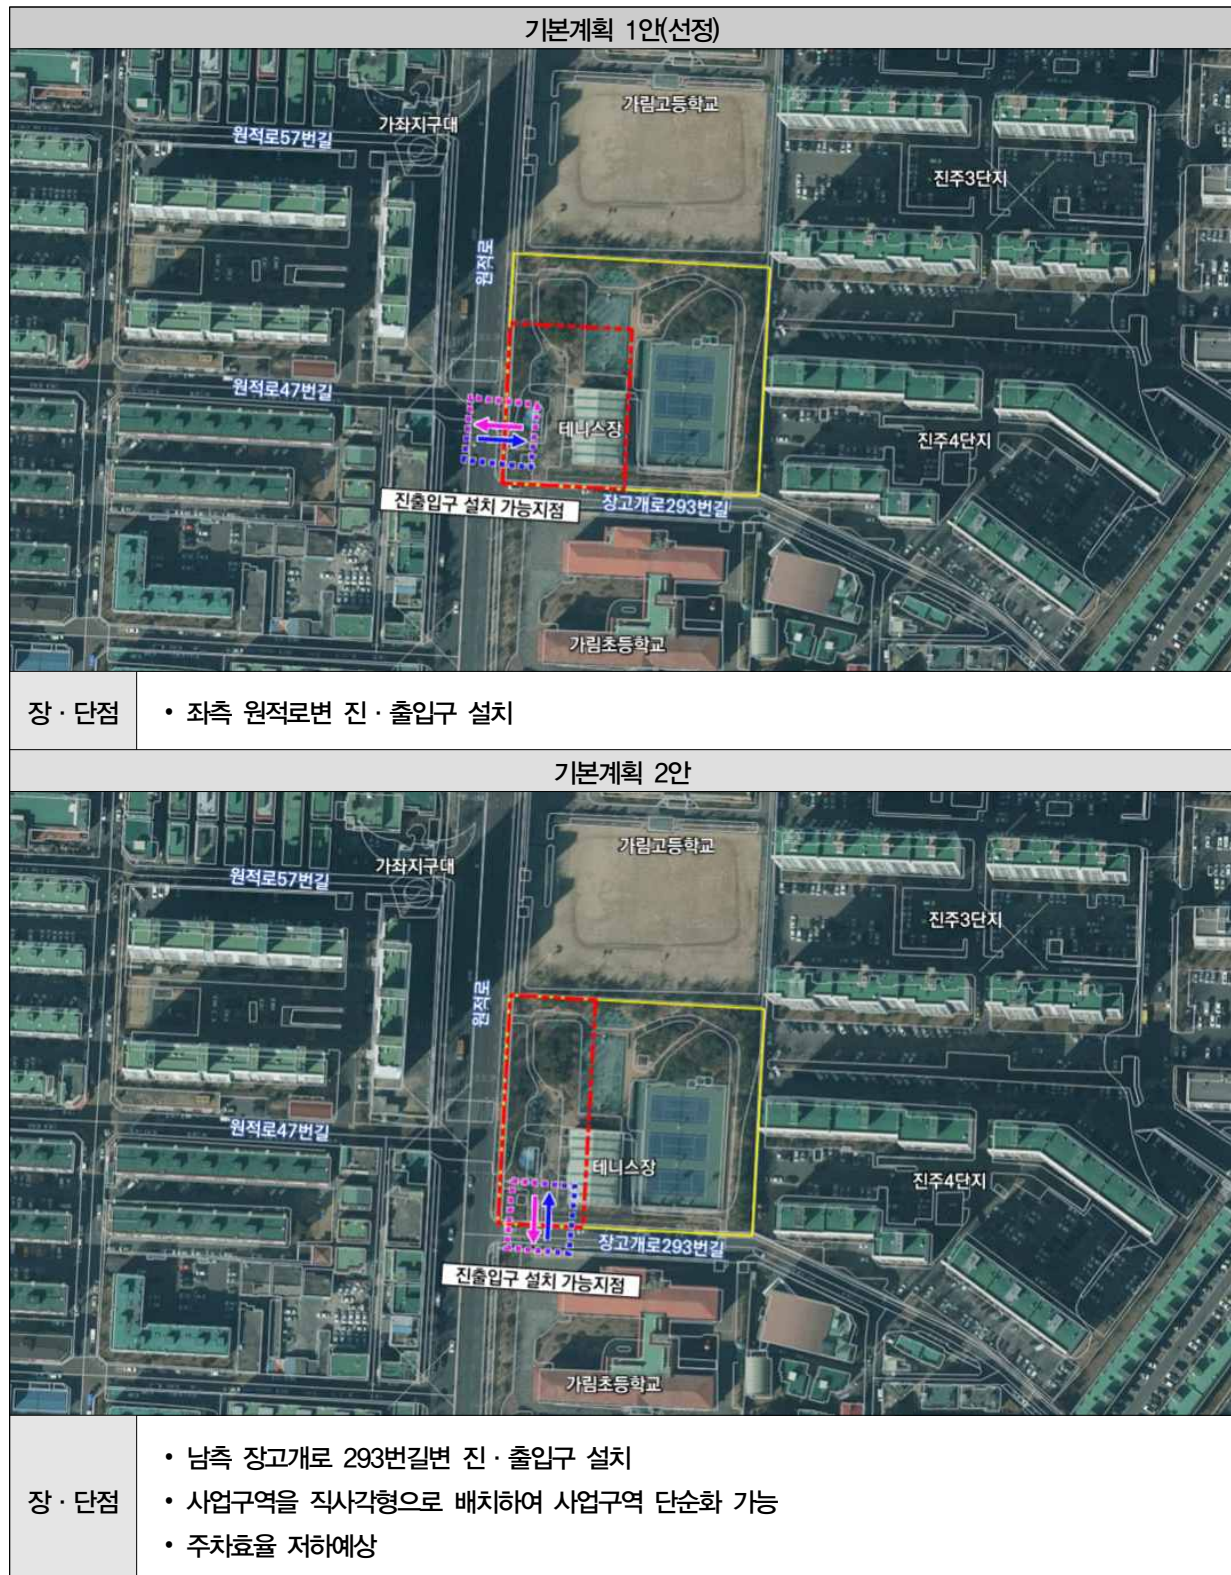 기본계획 1안(선정)
가림고등학교
가좌지구대
원적로57번길
진주3단지
원적로
원적로47번길
테니스장
진주4단지
진출입구 설치 가능지점
장고개로293번길
가림초등학교
장 · 단점
• 좌측 원적로변 진 · 출입구 설치
기본계획 2안
가림고등학교
가좌지구대
원적로57번길
진주3단지
원적로
원적로47번길
테니스장
진주4단지
장고개로293번길
진출입구 설치 가능지점
가림초등학교
장 · 단점
• 남측 장고개로 293번길변 진 · 출입구 설치
• 사업구역을 직사각형으로 배치하여 사업구역 단순화 가능
• 주차효율 저하예상